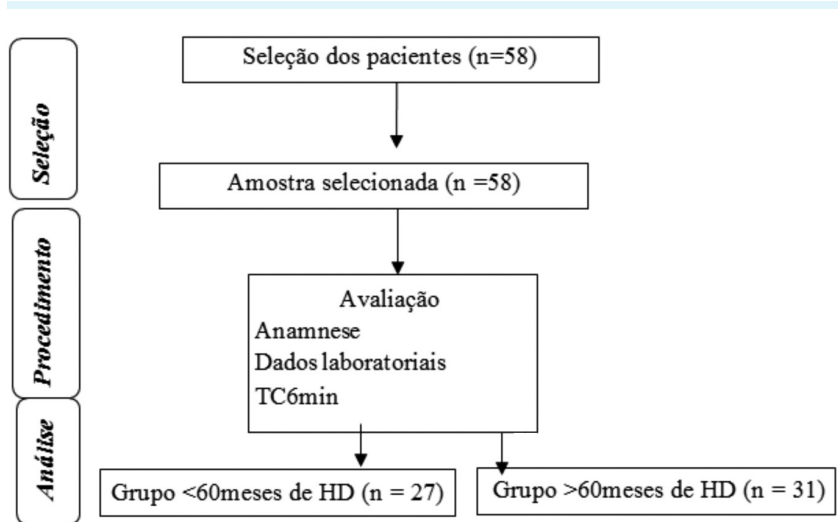 Seleção
Seleção dos pacientes (n=58)
Amostra selecionada (n =58)
Procedimento
Avaliação
Anamnese
Dados laboratoriais
TC6min
Análise
Grupo <60meses de HD (n = 27)
Grupo >60meses de HD (n = 31)